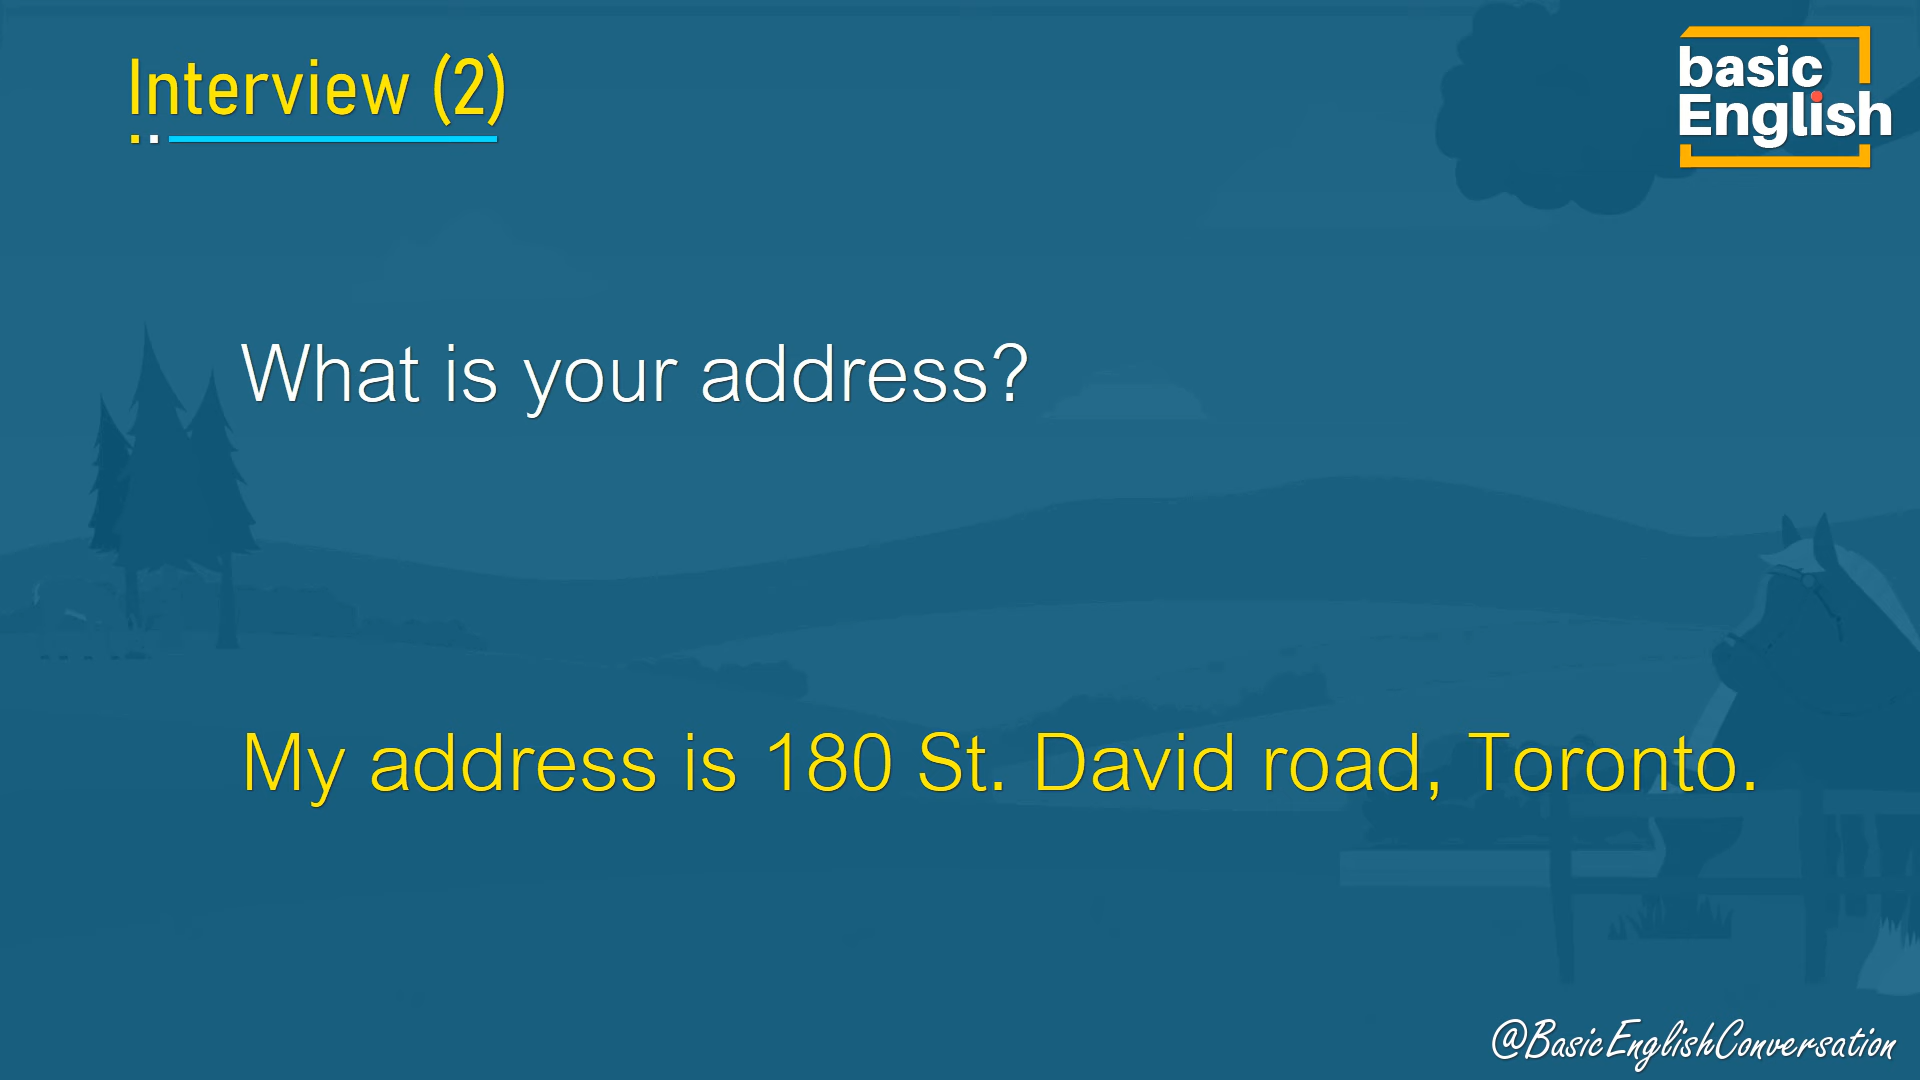 Interview (2)
basic
English
What is your address?
My address is 180 St. David road, Toronto.
@BasicEnglishConversation